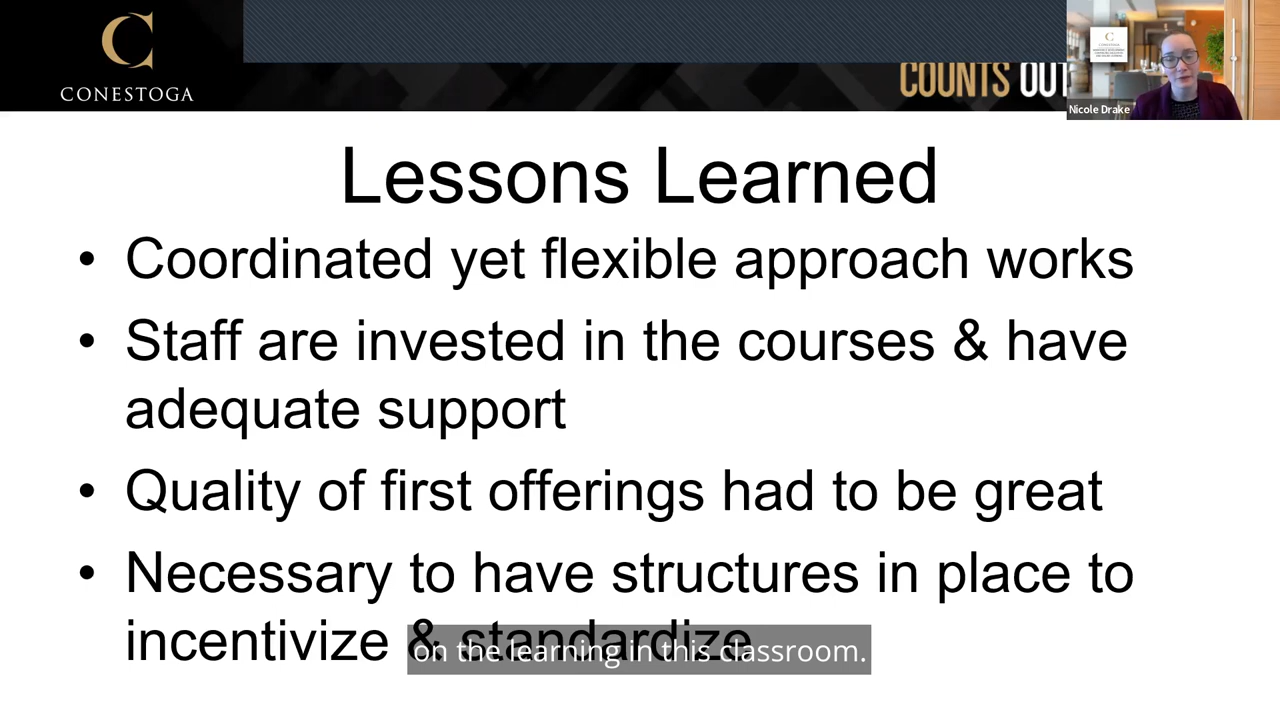 C
CONESTOGA
COUNTS OUT
Nicole Drake
Lessons Learned
• Coordinated yet flexible approach works
• Staff are invested in the courses & have
adequate support
• Quality of first offerings had to be great
• Necessary to have structures in place to
incentivize & standardize
on the learning in this classroom.